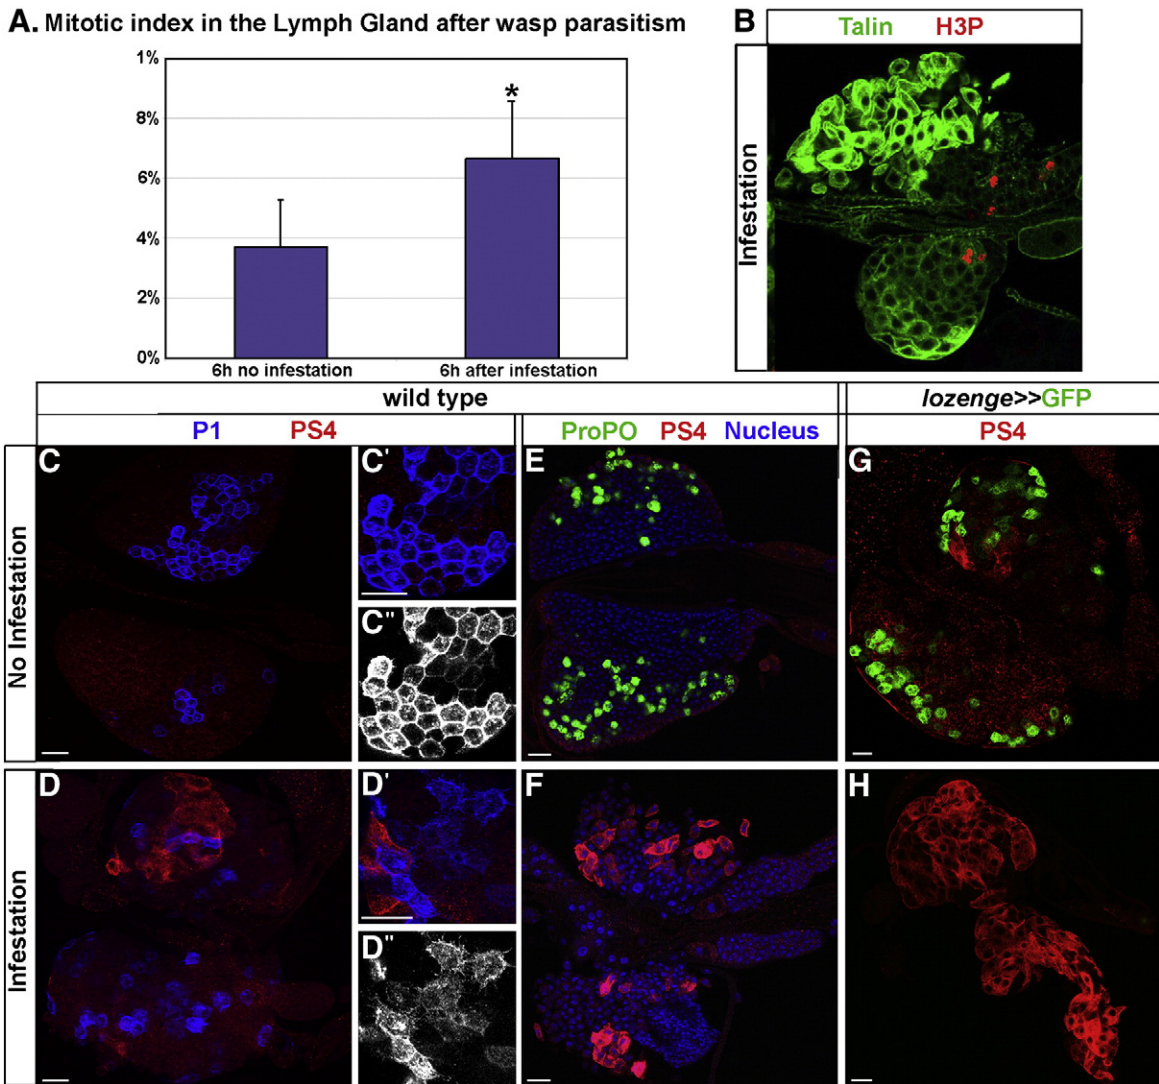 A. Mitotic index in the Lymph Gland after wasp parasitism
1%
8%
6%
4%
2%
0%
*
6h no infestation
6h after infestation
B
Talin H3P
Infestation
wild type
lozenge>>GFP
P1 PS4
ProPO PS4 Nucleus
PS4
No Infestation
C
C'
C"
E
G
Infestation
D
D'
D"
F
H